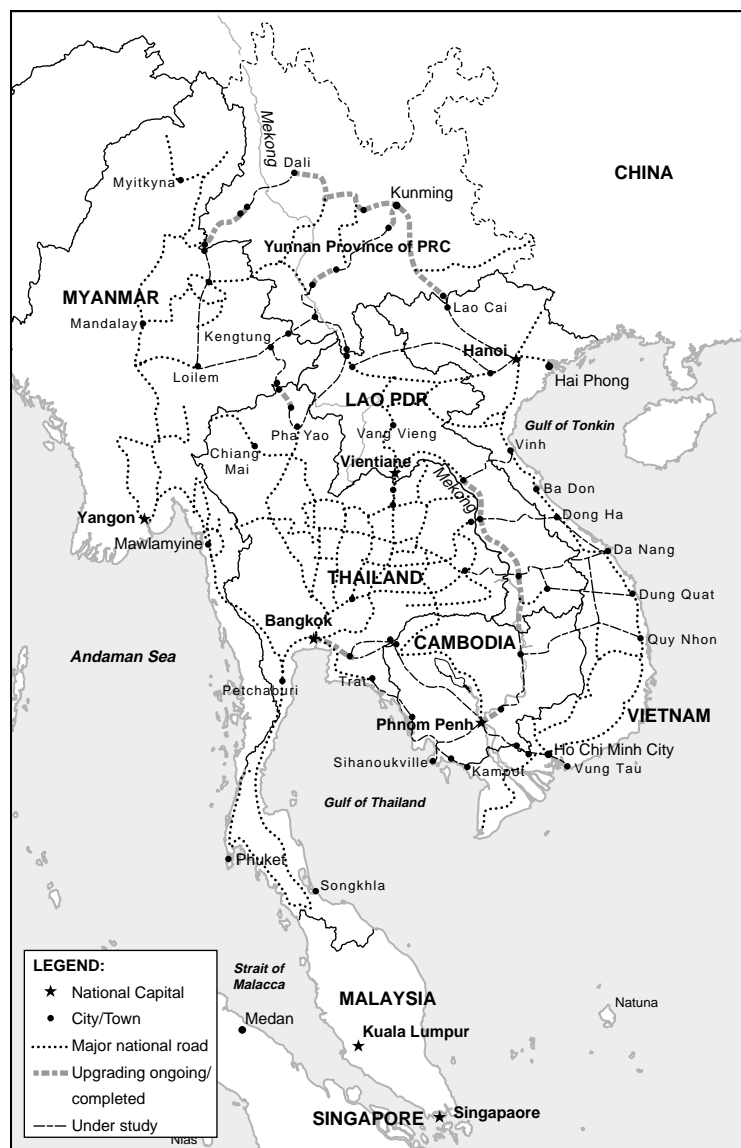 Mekong
Dali
CHINA
Myitkyna
Kunming
Yunnan Province of PRC
MYANMAR
Lao Cai
Mandalay
Kengtung
Hanoi
Loilem
Hai Phong
LAO PDR
Gulf of Tonkin
Pha Yao
Vang Vieng
Chiang
Mai
Vinh
Vientiane
Mekong
Ba Don
Yangon
Dong Ha
Mawlamyine
Da Nang
THAILAND
Dung Quat
Bangkok
CAMBODIA
Quy Nhon
Andaman Sea
Trat
Petchaburi
Phnom Penh
VIETNAM
Ho Chi Minh City
Sihanoukville
Kampot
Vung Tau
Gulf of Thailand
Phuket
Songkhla
LEGEND:
National Capital
City/Town
Major national road
Upgrading ongoing/
completed
Under study
Strait of
Malacca
MALAYSIA
Natuna
Medan
Kuala Lumpur
SINGAPORE
Singapaore
Nias